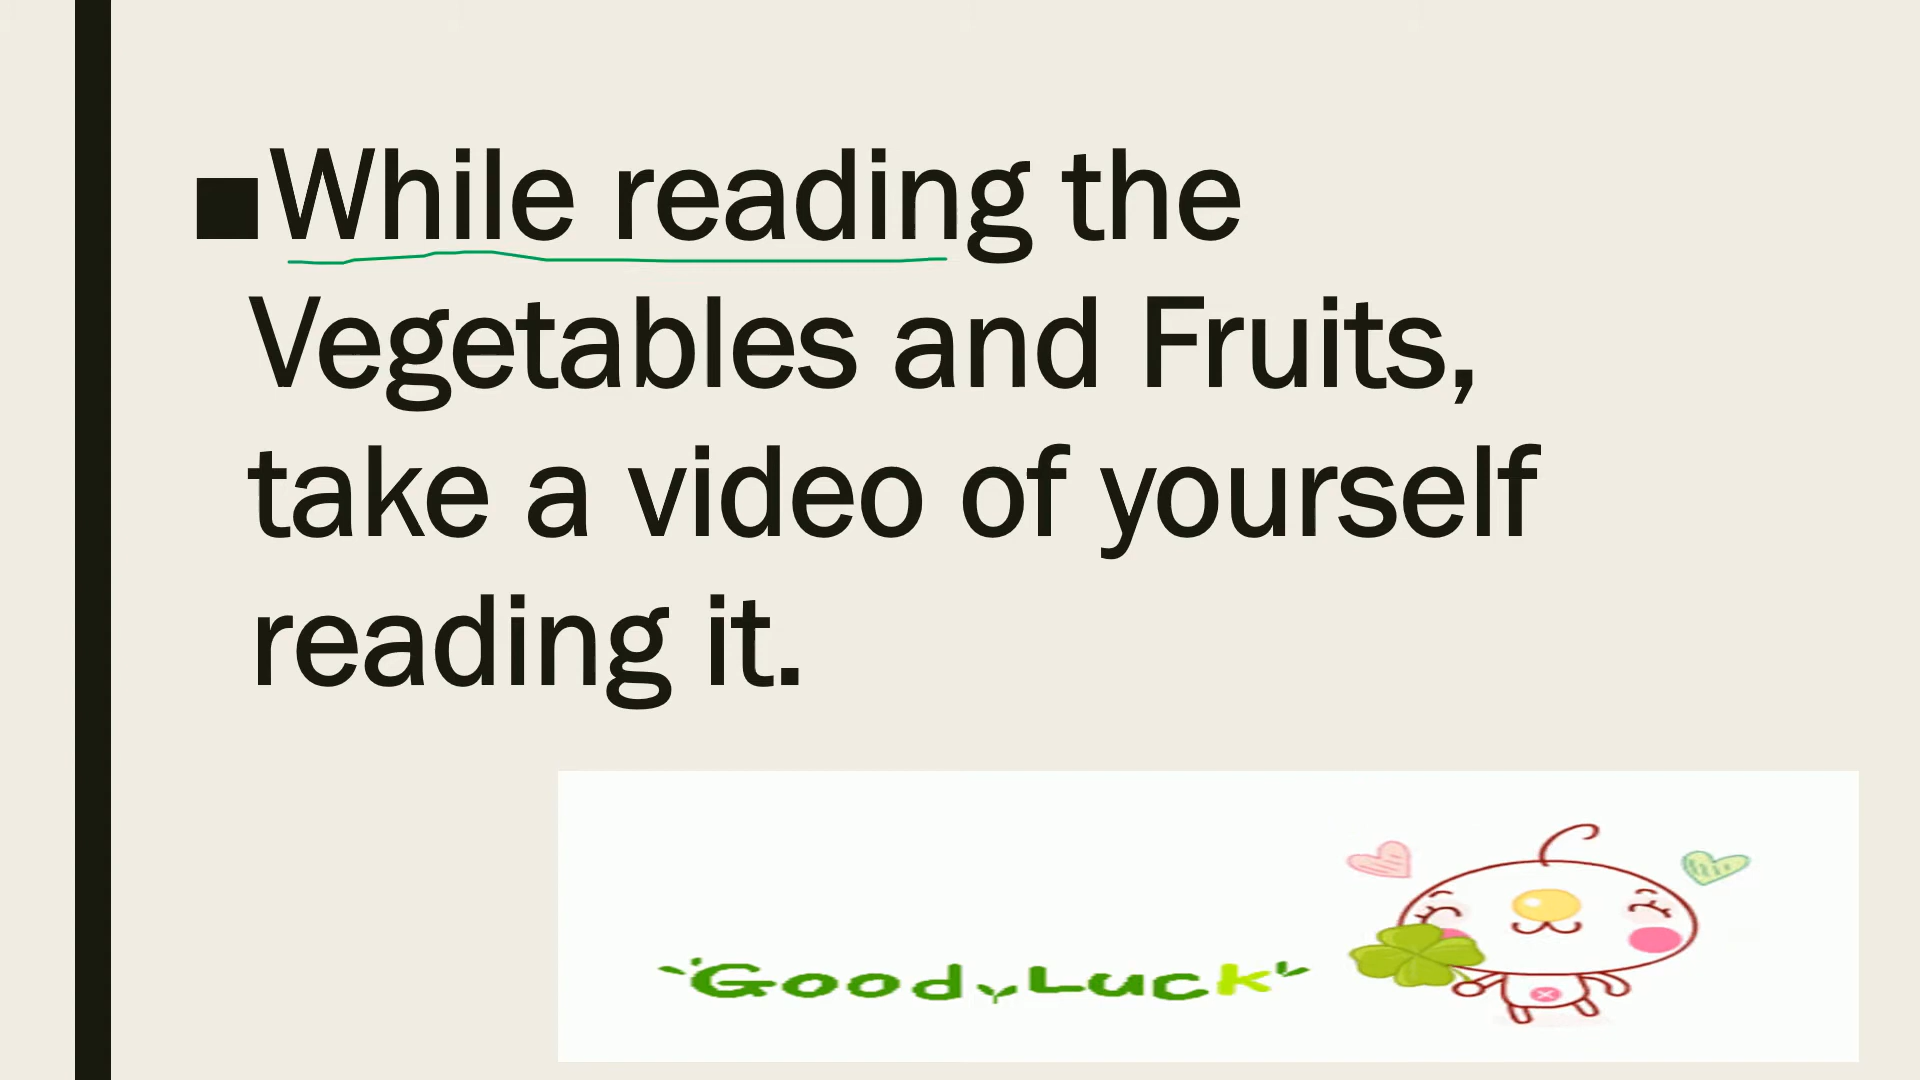 ■While reading the
Vegetables and Fruits,
take a video of yourself
reading it.
Good Luck